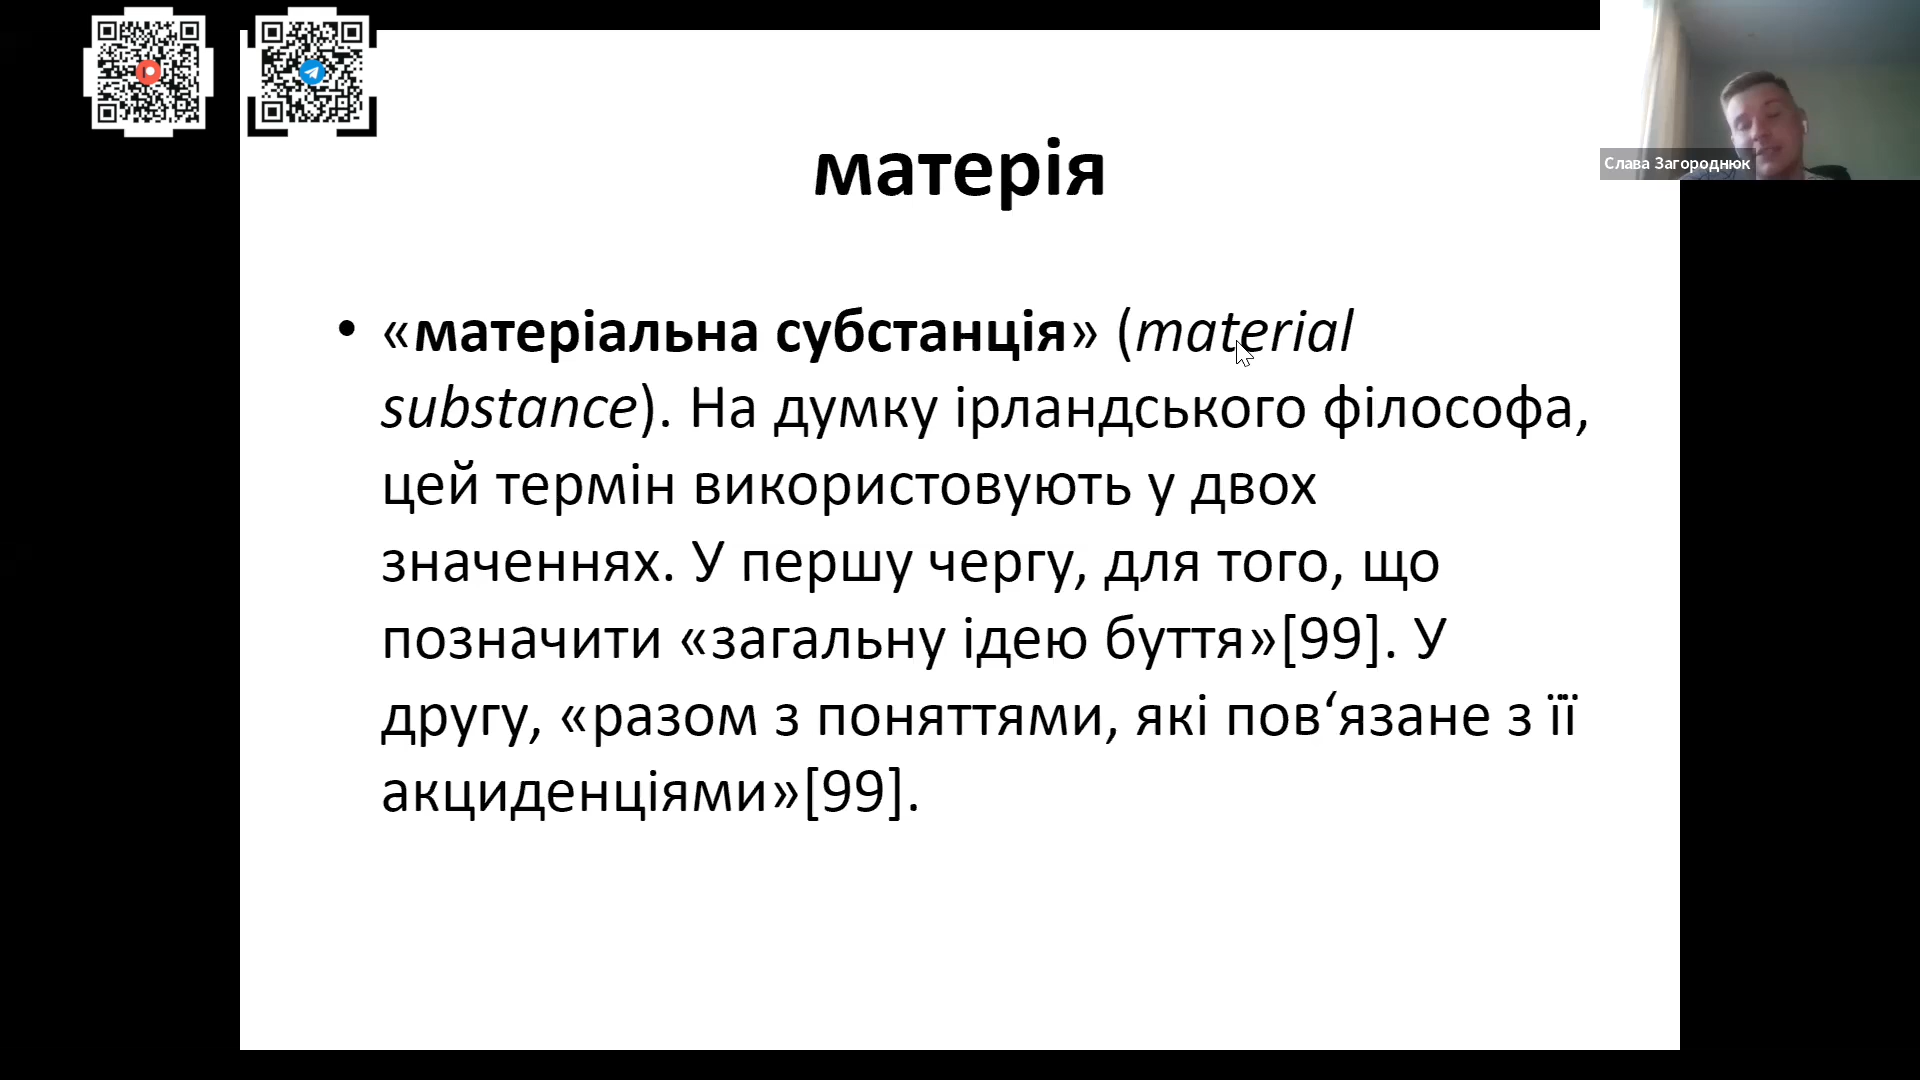 матерія
Слава Загороднюк
• «матеріальна субстанція» (material
substance). На думку ірландського філософа,
цей термін використовують у двох
значеннях. У першу чергу, для того, що
позначити «загальну ідею буття»[99]. У
другу, «разом з поняттями, які пов‘язане з її
акциденціями»[99].